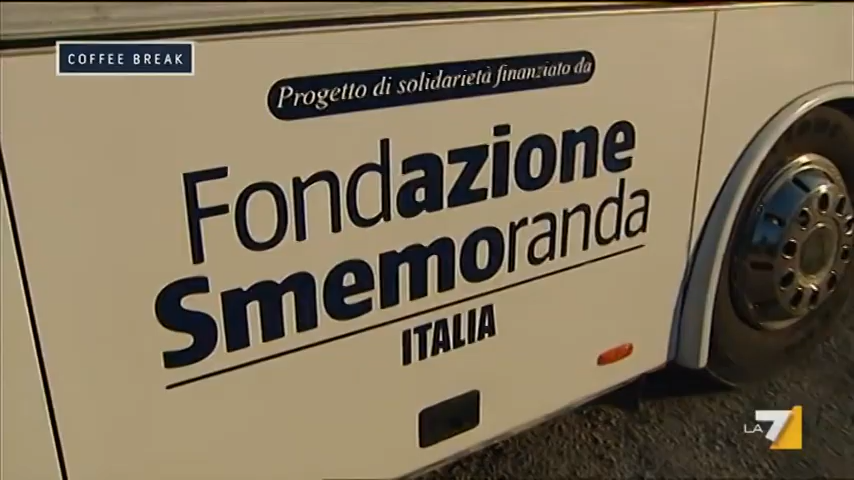 COFFEE BREAK
Progetto di solidarietà finanziato da
Fondazione
Smemoranda
ITALIA
LA7